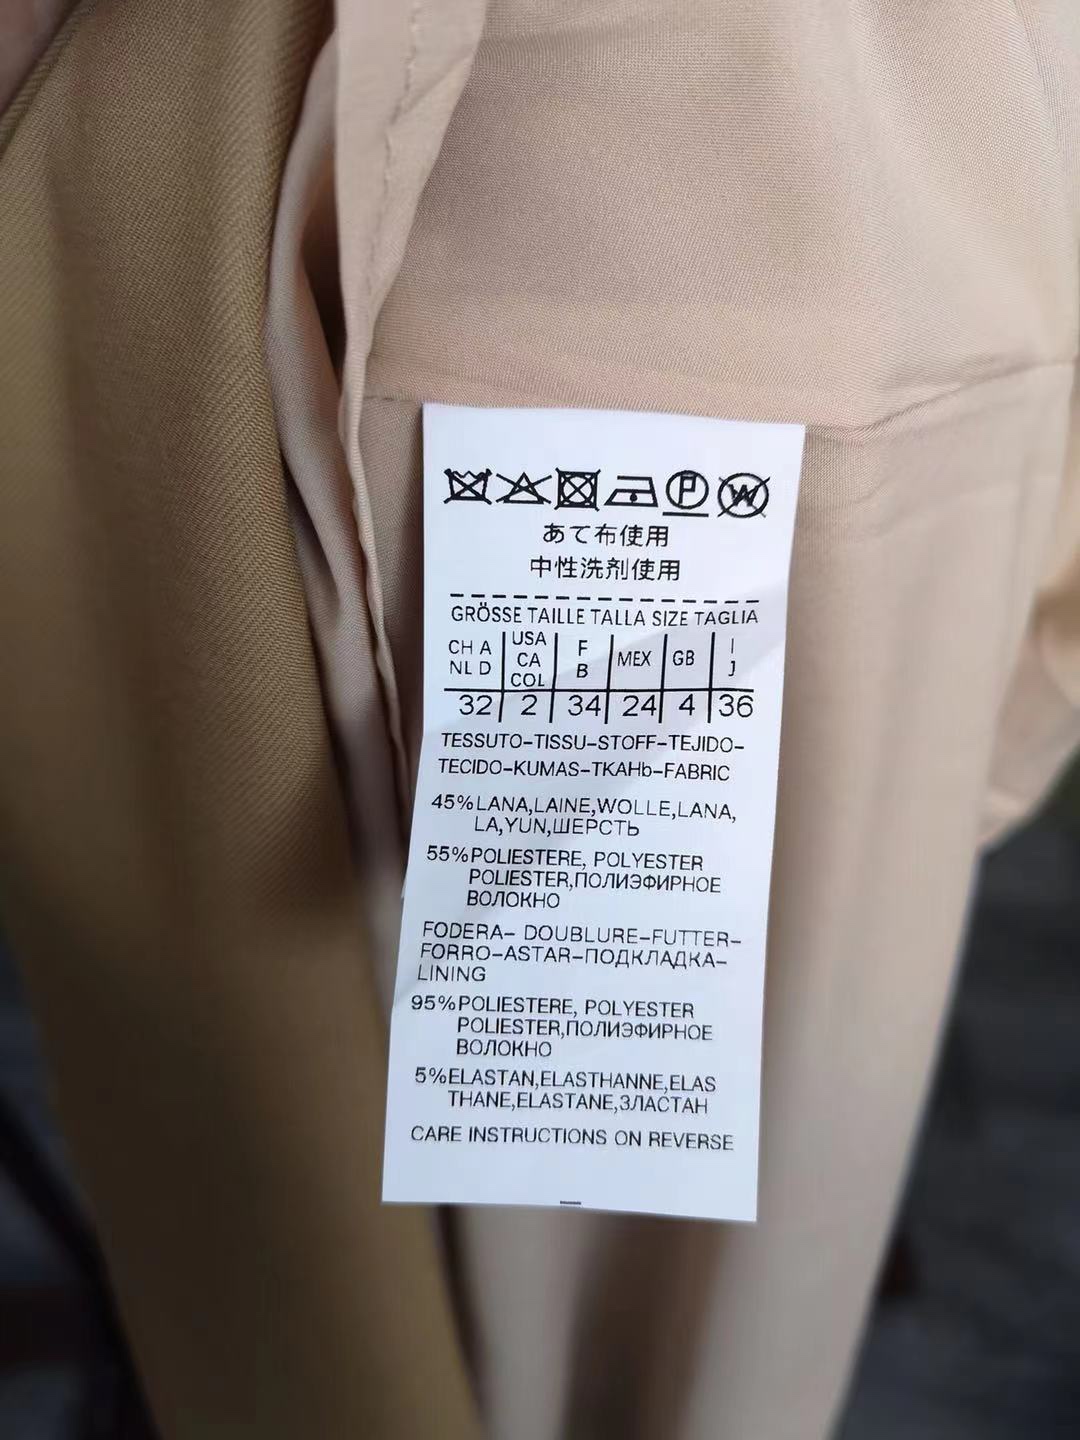 P W
あて布使用
中性洗剤使用
GRÖSSE TAILLE TALLA SIZE TAGLIA
CH A NL D USA CA COL F B MEX GB I J
32 2 34 24 4 36
TESSUTO-TISSU-STOFF-TEJIDO-
TECIDO-KUMAS-TKAHb-FABRIC
45%LANA,LAINE,WOLLE,LANA,
LA,YUN,ШЕРСТЬ
55%POLIESTERE, POLYESTER
POLIESTER,ПОЛИЭФИРНОЕ
ВОЛОКНО
FODERA- DOUBLURE-FUTTER-
FORRO-ASTAR-ПОДКЛАДКА-
LINING
95%POLIESTERE, POLYESTER
POLIESTER,ПОЛИЭФИРНОЕ
ВОЛОКНО
5%ELASTAN,ELASTHANNE,ELAS
THANE,ELASTANE,ЗЛАСТАН
CARE INSTRUCTIONS ON REVERSE